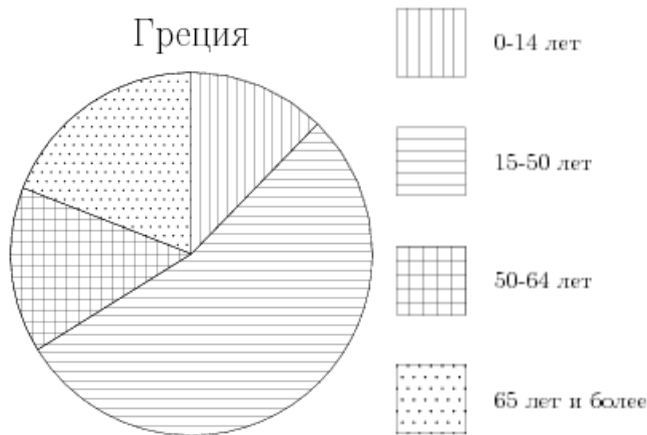 Греция
0-14 лет
15-50 лет
50-64 лет
65 лет и более